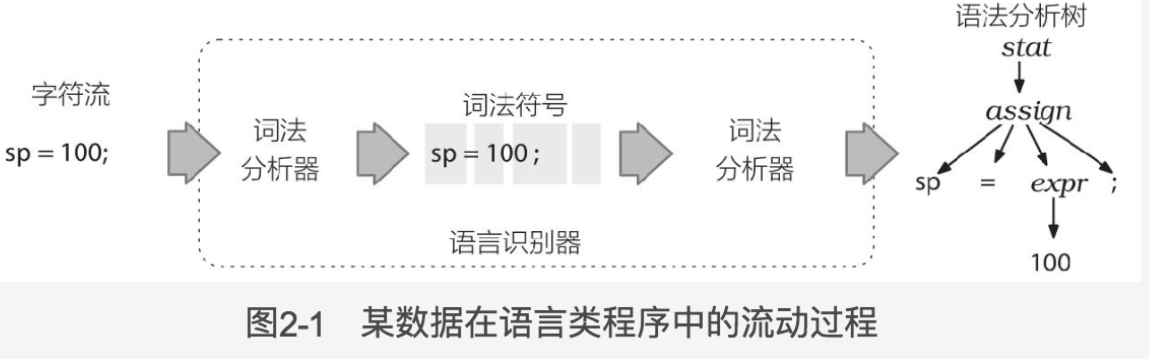 语法分析树
stat
字符流
词法符号
assign
词法
分析器
词法
分析器
sp = 100;
sp = 100 ;
sp = expr ;
语言识别器
100
图2-1 某数据在语言类程序中的流动过程